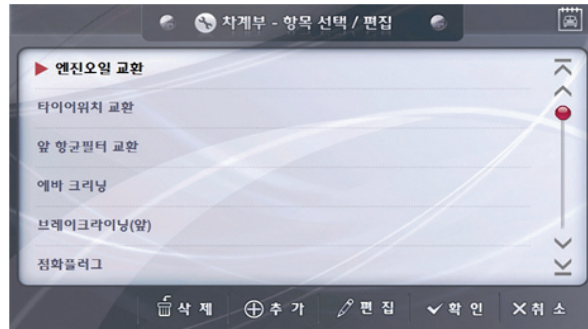 차계부 - 항목 선택 / 편집
엔진오일 교환
타이어위치 교환
앞 향균필터 교환
에바 크리닝
브레이크라이닝(앞)
점화플러그
삭 제 추 가 편 집 확 인 취 소